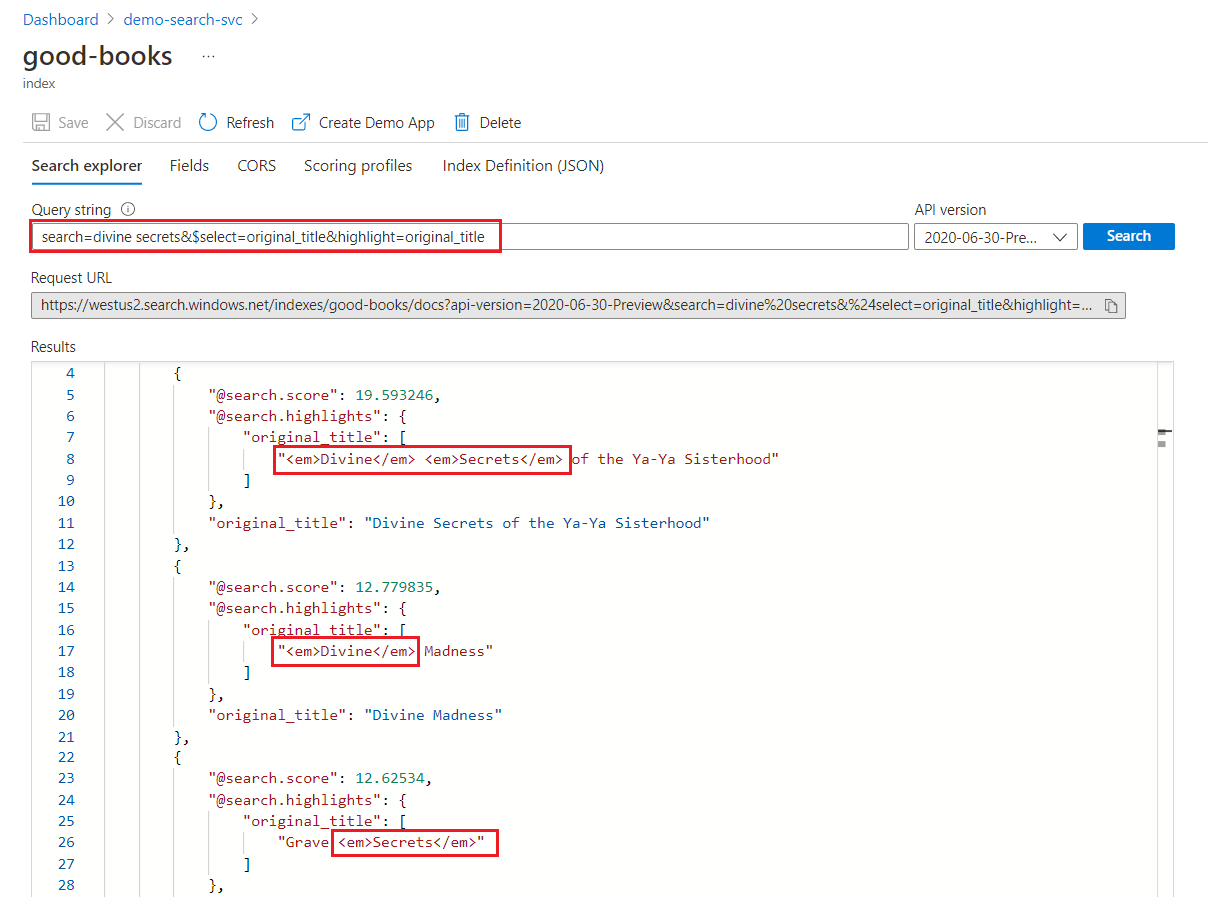 Dashboard > demo-search-svc >
good-books ...
index
Save Discard Refresh Create Demo App Delete
Search explorer Fields CORS Scoring profiles Index Definition (JSON)
Query string API version
search=divine secrets&$select=original_title&highlight=original_title 2020-06-30-Pre... Search
Request URL
https://westus2.search.windows.net/indexes/good-books/docs?api-version=2020-06-30-Preview&search=divine%20secrets&%24select=original_title&highlight=...
Results
4 {
5 "@search.score": 19.593246,
6 "@search.highlights": {
7 "original_title": [
8 "<em>Divine</em> <em>Secrets</em> of the Ya-Ya Sisterhood"
9 ]
10 },
11 "original_title": "Divine Secrets of the Ya-Ya Sisterhood"
12 },
13 {
14 "@search.score": 12.779835,
15 "@search.highlights": {
16 "original_title": [
17 "<em>Divine</em> Madness"
18 ]
19 },
20 "original_title": "Divine Madness"
21 },
22 {
23 "@search.score": 12.62534,
24 "@search.highlights": {
25 "original_title": [
26 "Grave <em>Secrets</em>"
27 ]
28 },